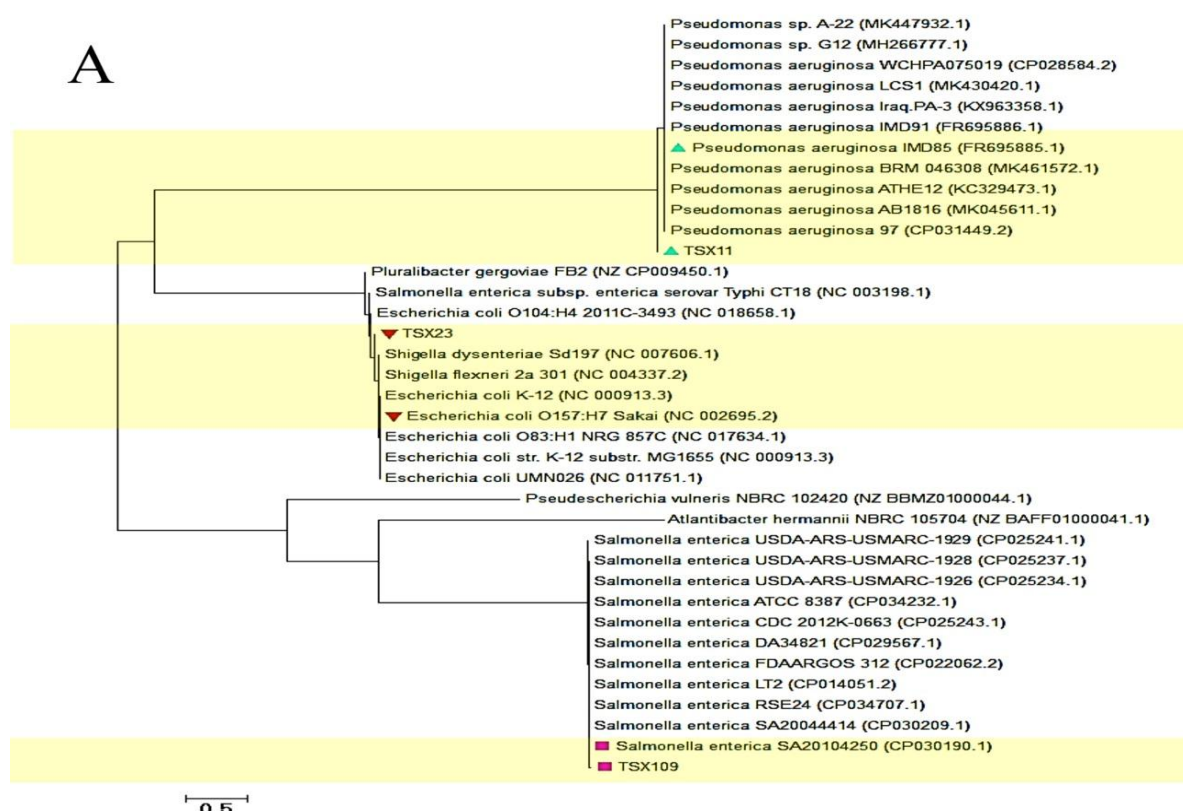 A
Pseudomonas sp. A-22 (MK447932.1)
Pseudomonas sp. G12 (MH266777.1)
Pseudomonas aeruginosa WCHPA075019 (CP028584.2)
Pseudomonas aeruginosa LCS1 (MK430420.1)
Pseudomonas aeruginosa Iraq.PA-3 (KX963358.1)
Pseudomonas aeruginosa IMD91 (FR695886.1)
Pseudomonas aeruginosa IMD85 (FR695885.1)
Pseudomonas aeruginosa BRM 046308 (MK461572.1)
Pseudomonas aeruginosa ATHE12 (KC329473.1)
Pseudomonas aeruginosa AB1816 (MK045611.1)
Pseudomonas aeruginosa 97 (CP031449.2)
TSX11
Pluralibacter gergoviae FB2 (NZ CP009450.1)
Salmonella enterica subsp. enterica serovar Typhi CT18 (NC 003198.1)
Escherichia coli O104:H4 2011C-3493 (NC 018658.1)
TSX23
Shigella dysenteriae Sd197 (NC 007606.1)
Shigella flexneri 2a 301 (NC 004337.2)
Escherichia coli K-12 (NC 000913.3)
Escherichia coli O157:H7 Sakai (NC 002695.2)
Escherichia coli O83:H1 NRG 857C (NC 017634.1)
Escherichia coli str. K-12 substr. MG1655 (NC 000913.3)
Escherichia coli UMN026 (NC 011751.1)
Pseudescherichia vulneris NBRC 102420 (NZ BBMZ01000044.1)
Atlantibacter hermannii NBRC 105704 (NZ BAFF01000041.1)
Salmonella enterica USDA-ARS-USMARC-1929 (CP025241.1)
Salmonella enterica USDA-ARS-USMARC-1928 (CP025237.1)
Salmonella enterica USDA-ARS-USMARC-1926 (CP025234.1)
Salmonella enterica ATCC 8387 (CP034232.1)
Salmonella enterica CDC 2012K-0663 (CP025243.1)
Salmonella enterica DA34821 (CP029567.1)
Salmonella enterica FDAARGOS 312 (CP022062.2)
Salmonella enterica LT2 (CP014051.2)
Salmonella enterica RSE24 (CP034707.1)
Salmonella enterica SA20044414 (CP030209.1)
Salmonella enterica SA20104250 (CP030190.1)
TSX109
0.5